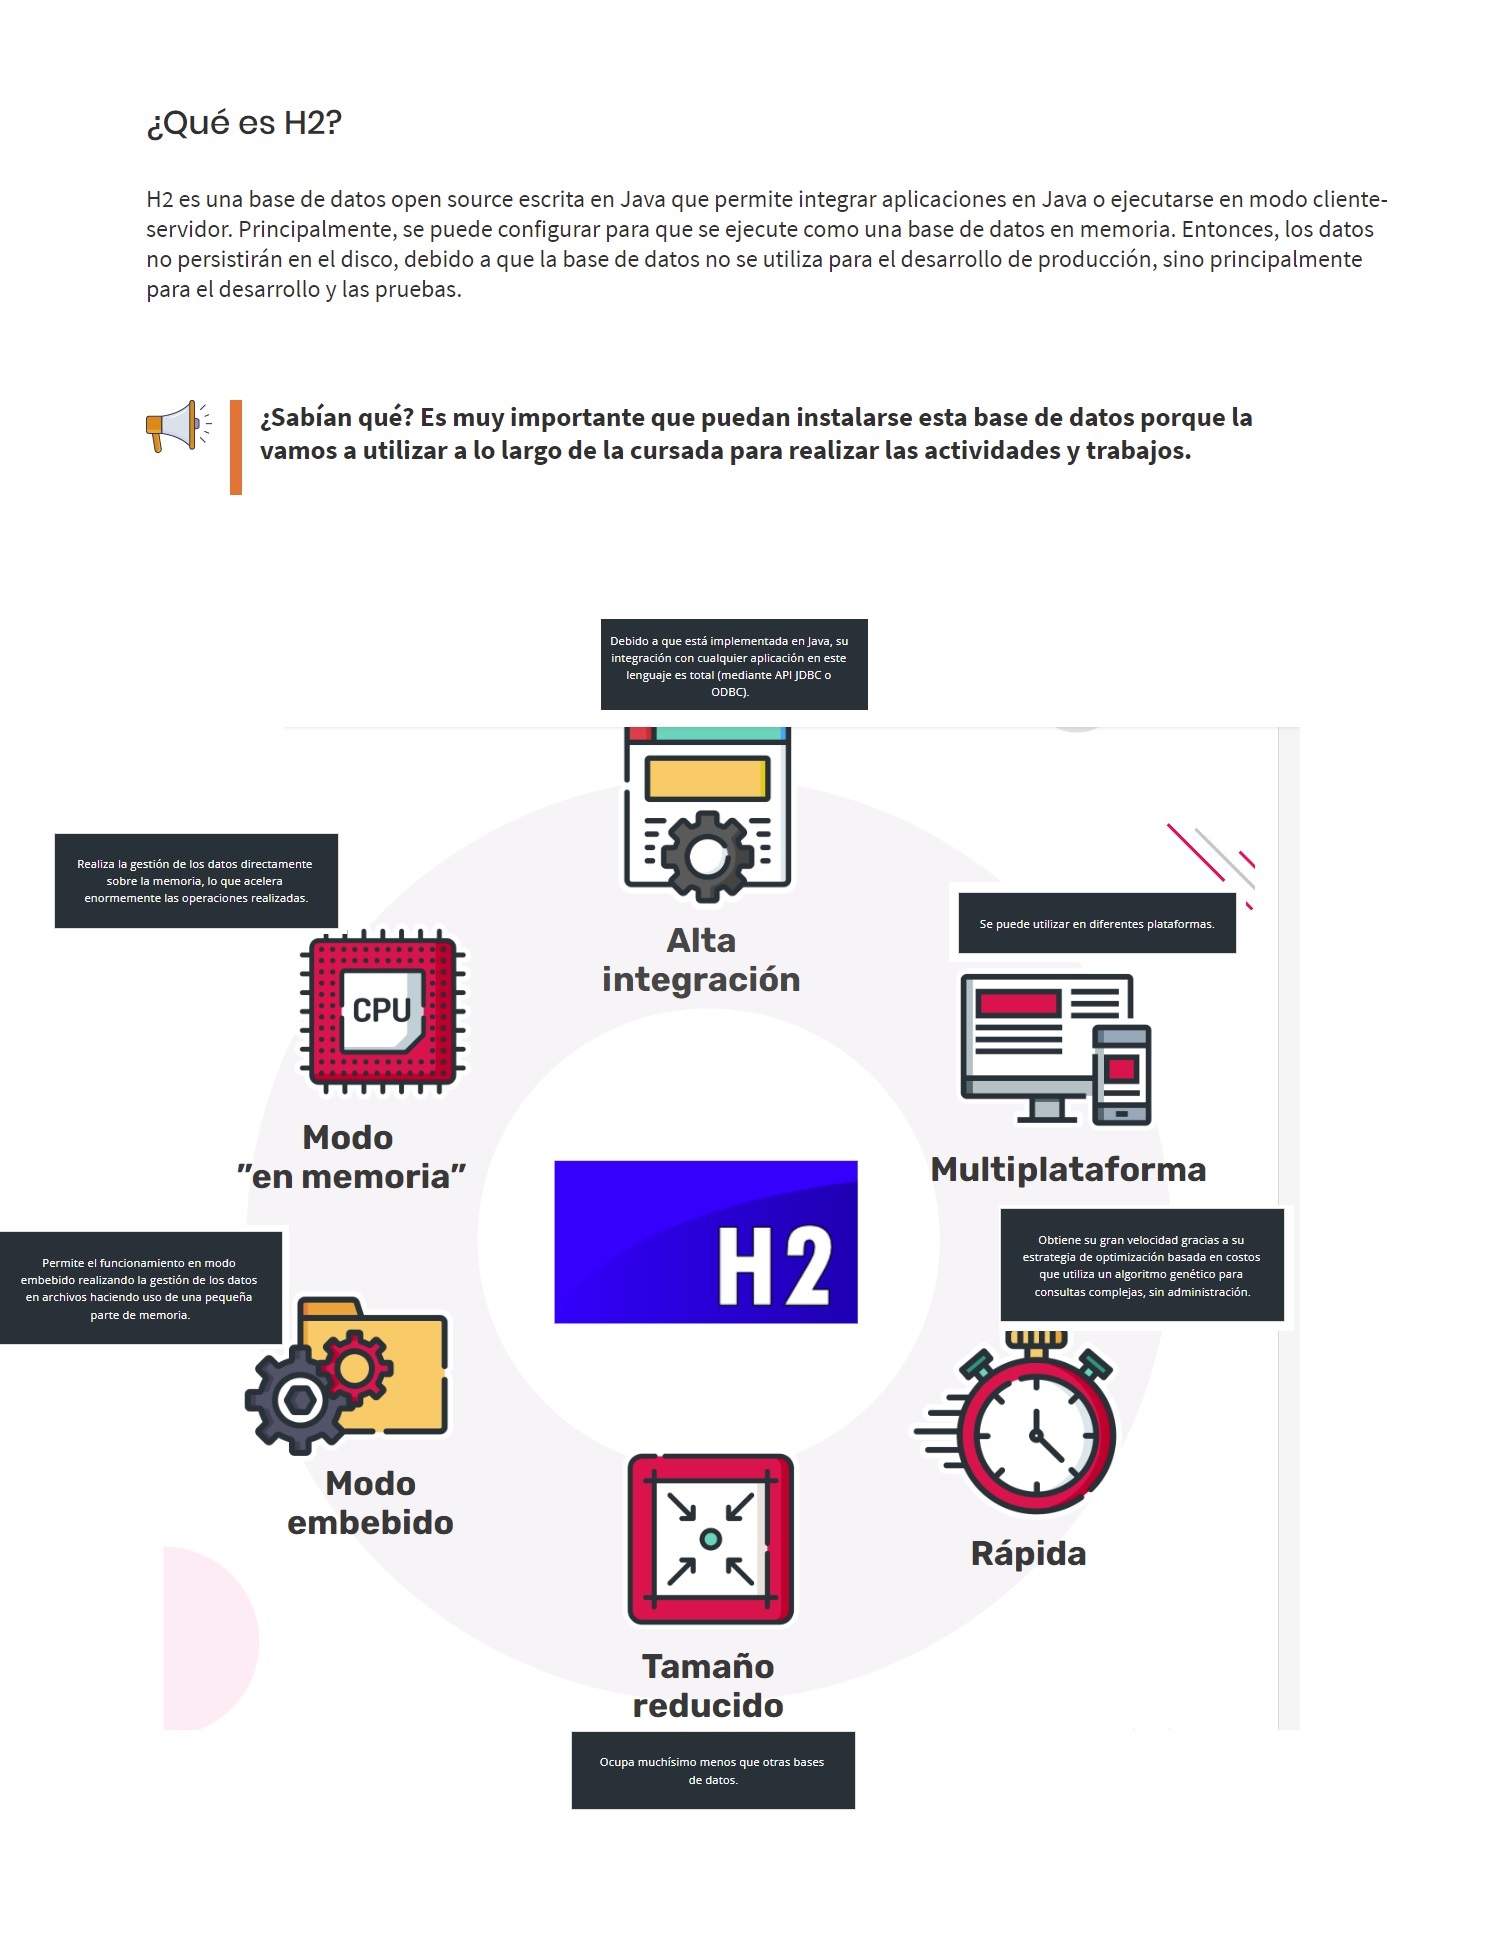 ¿Qué es H2?
H2 es una base de datos open source escrita en Java que permite integrar aplicaciones en Java o ejecutarse en modo cliente-
servidor. Principalmente, se puede configurar para que se ejecute como una base de datos en memoria. Entonces, los datos
no persistirán en el disco, debido a que la base de datos no se utiliza para el desarrollo de producción, sino principalmente
para el desarrollo y las pruebas.
¿Sabían qué? Es muy importante que puedan instalarse esta base de datos porque la
vamos a utilizar a lo largo de la cursada para realizar las actividades y trabajos.
Debido a que está implementada en Java, su
integración con cualquier aplicación en este
lenguaje es total (mediante API JDBC o
ODBC).
Alta
integración
Realiza la gestión de los datos directamente
sobre la memoria, lo que acelera
enormemente las operaciones realizadas.
CPU
Modo
”en memoria”
Se puede utilizar en diferentes plataformas.
Multiplataforma
H2
Permite el funcionamiento en modo
embebido realizando la gestión de los datos
en archivos haciendo uso de una pequeña
parte de memoria.
Modo
embebido
Obtiene su gran velocidad gracias a su
estrategia de optimización basada en costos
que utiliza un algoritmo genético para
consultas complejas, sin administración.
Rápida
Tamaño
reducido
Ocupa muchísimo menos que otras bases
de datos.